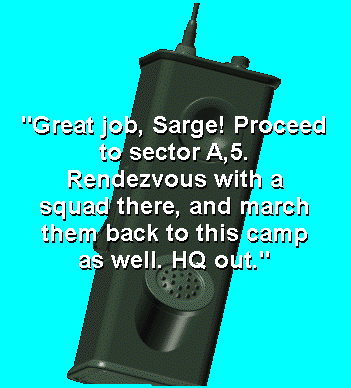 "Great job, Sarge! Proceed
to sector A,5.
Rendezvous with a
squad there, and march
them back to this camp
as well. HQ out."